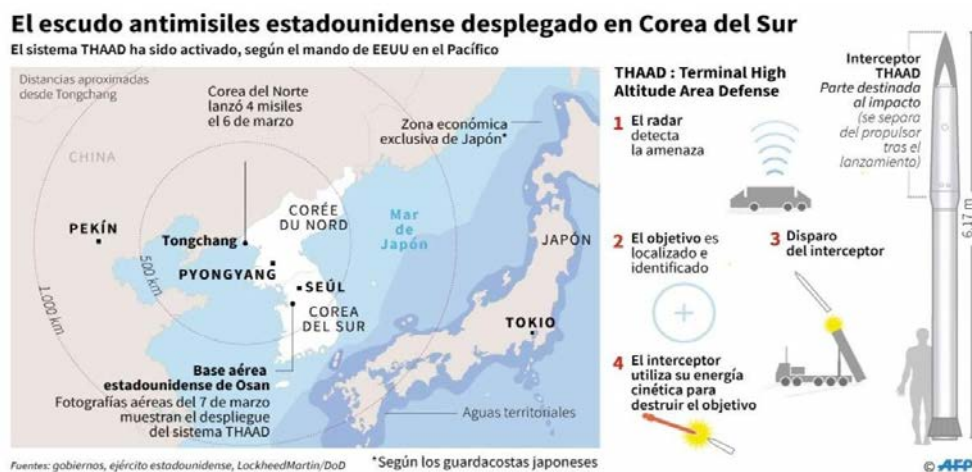 El escudo antimisiles estadounidense desplegado en Corea del Sur
El sistema THAAD ha sido activado, según el mando de EEUU en el Pacífico
Distancias aproximadas
desde Tongchang
Corea del Norte
lanzó 4 misiles
el 6 de marzo
Zona económica
exclusiva de Japón*
CHINA
PEKÍN
Tongchang
PYONGYANG
CORÉE
DU NORD
Mar
de
Japón
JAPÓN
SEÚL
COREA
DEL SUR
TOKIO
500 km
1.000 km
Base aérea
estadounidense de Osan
Fotografías aéreas del 7 de marzo
muestran el despliegue
del sistema THAAD
Aguas territoriales
THAAD : Terminal High
Altitude Area Defense
1 El radar
detecta
la amenaza
2 El objetivo es
localizado e
identificado
3 Disparo
del interceptor
4 El interceptor
utiliza su energía
cinética para
destruir el objetivo
Interceptor
THAAD
Parte destinada
al impacto
(se separa
del propulsor
tras el
lanzamiento)
6,17 m
Fuentes: gobiernos, ejército estadounidense, LockheedMartin/DoD
*Según los guardacostas japoneses
© AFP